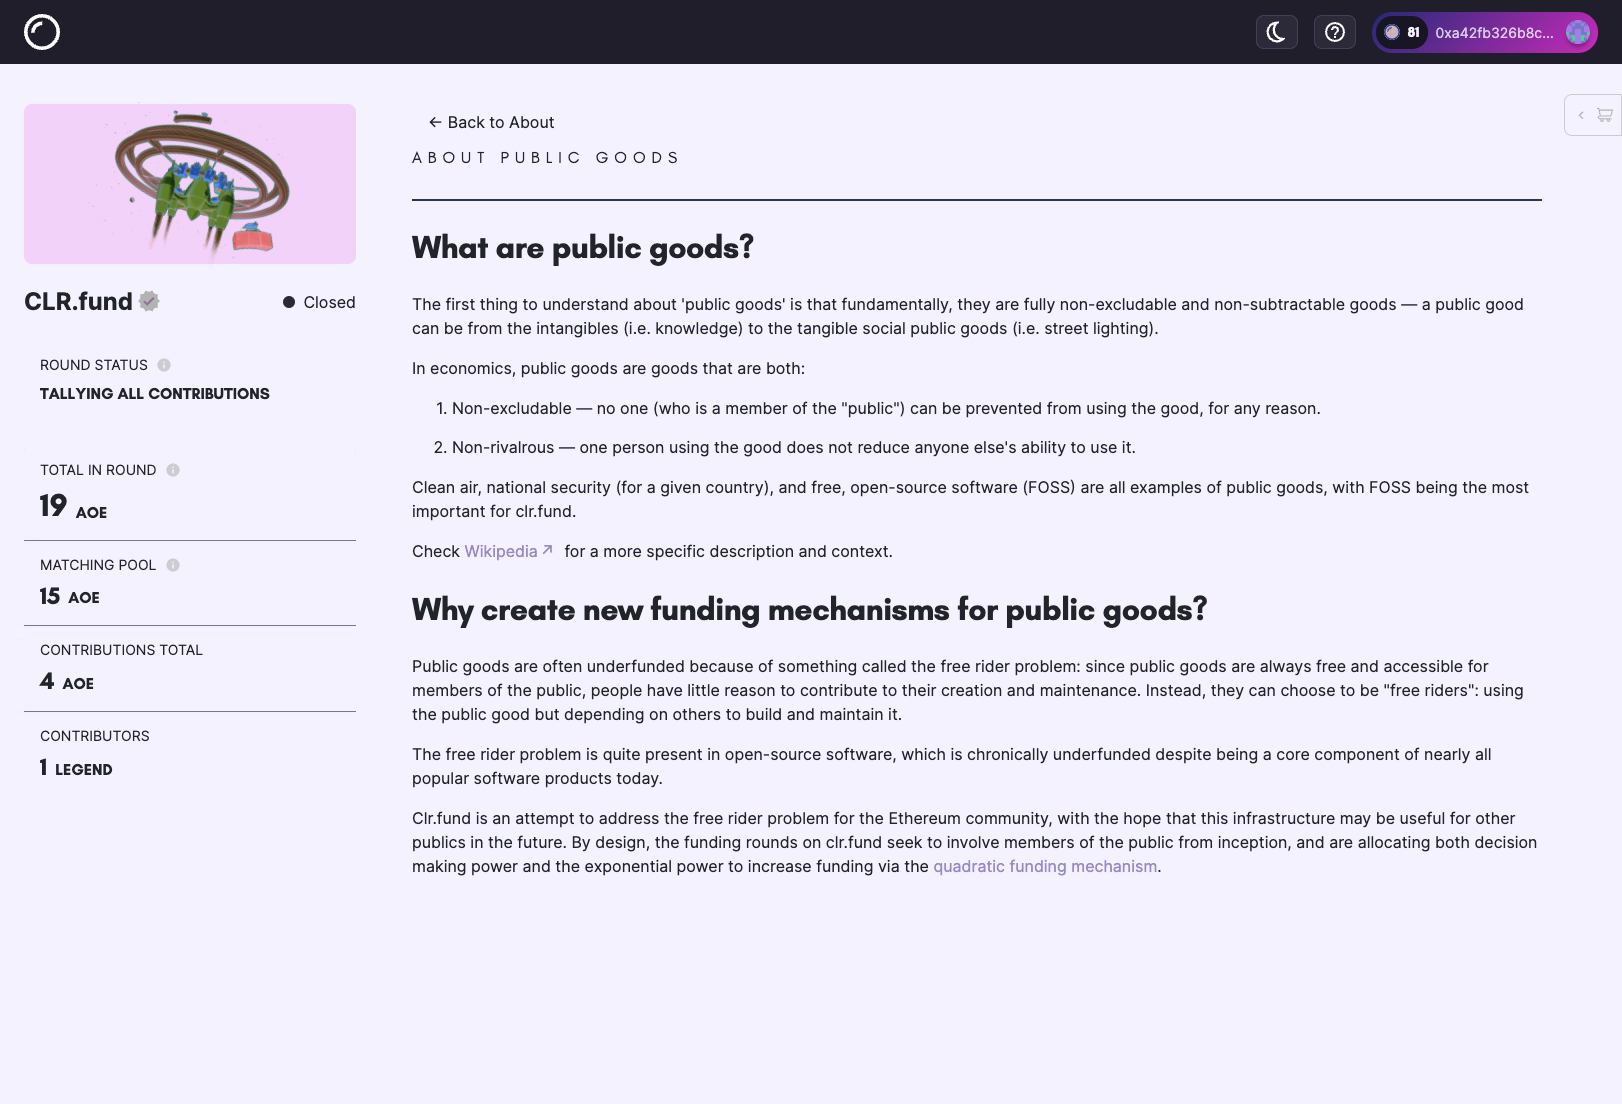 81 0xa42fb326b8c...
CLR.fund
Closed
ROUND STATUS
TALLYING ALL CONTRIBUTIONS
TOTAL IN ROUND
19 AOE
MATCHING POOL
15 AOE
CONTRIBUTIONS TOTAL
4 AOE
CONTRIBUTORS
1 LEGEND
← Back to About
ABOUT PUBLIC GOODS
What are public goods?
The first thing to understand about 'public goods' is that fundamentally, they are fully non-excludable and non-subtractable goods — a public good
can be from the intangibles (i.e. knowledge) to the tangible social public goods (i.e. street lighting).
In economics, public goods are goods that are both:
1. Non-excludable — no one (who is a member of the "public") can be prevented from using the good, for any reason.
2. Non-rivalrous — one person using the good does not reduce anyone else's ability to use it.
Clean air, national security (for a given country), and free, open-source software (FOSS) are all examples of public goods, with FOSS being the most
important for clr.fund.
Check Wikipedia↗ for a more specific description and context.
Why create new funding mechanisms for public goods?
Public goods are often underfunded because of something called the free rider problem: since public goods are always free and accessible for
members of the public, people have little reason to contribute to their creation and maintenance. Instead, they can choose to be "free riders": using
the public good but depending on others to build and maintain it.
The free rider problem is quite present in open-source software, which is chronically underfunded despite being a core component of nearly all
popular software products today.
Clr.fund is an attempt to address the free rider problem for the Ethereum community, with the hope that this infrastructure may be useful for other
publics in the future. By design, the funding rounds on clr.fund seek to involve members of the public from inception, and are allocating both decision
making power and the exponential power to increase funding via the quadratic funding mechanism.